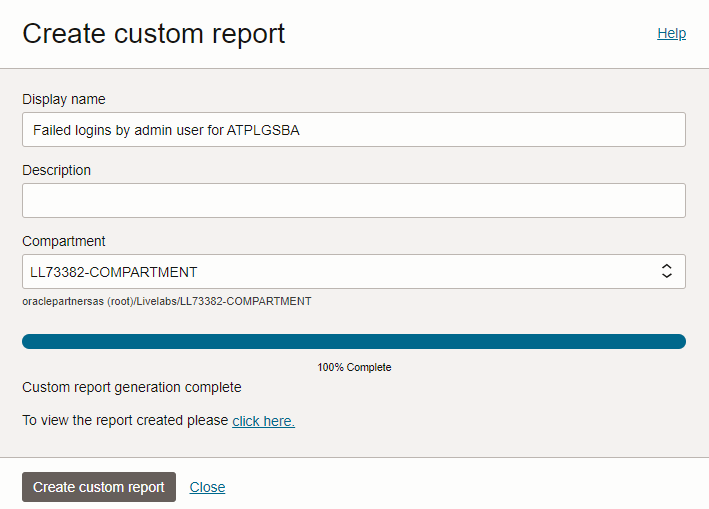 Create custom report
Help
Display name
Failed logins by admin user for ATPLGSBA
Description
Compartment
LL73382-COMPARTMENT
oraclepartnersas (root)/Livelabs/LL73382-COMPARTMENT
100% Complete
Custom report generation complete
To view the report created please click here.
Create custom report Close